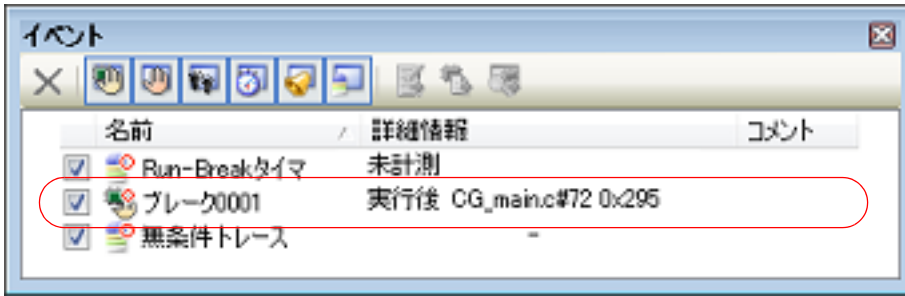 イベント
名前 詳細情報 コメント
Run-Breakタイマ 未計測
ブレーク0001 実行後 CG_main.c#72 0x295
無条件トレース -